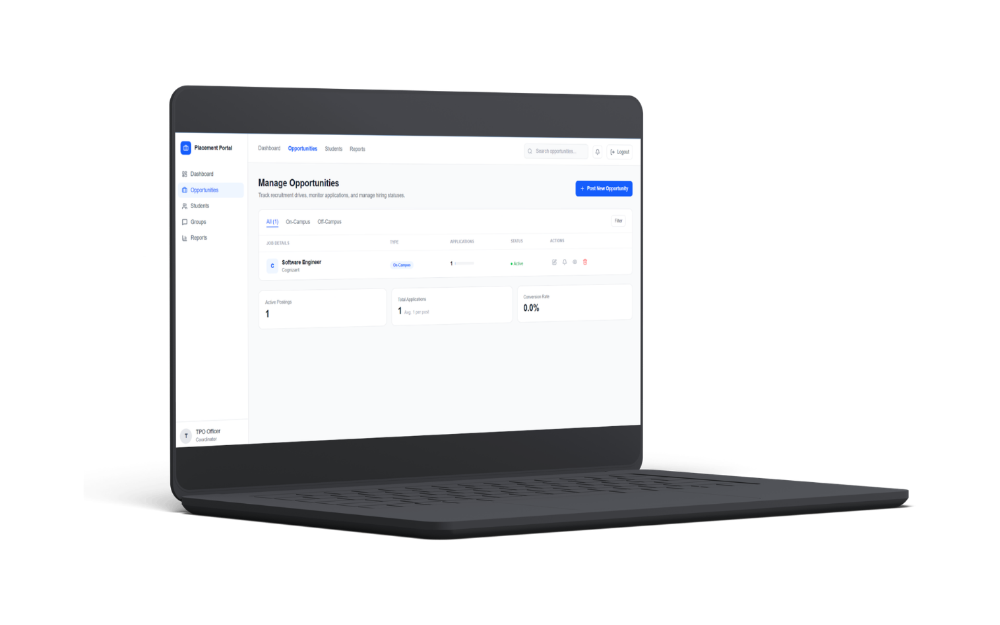 Placement Portal
Dashboard Opportunities Students Reports
Search opportunities...
Logout
Dashboard
Opportunities
Students
Groups
Reports
Manage Opportunities
Track recruitment drives, monitor applications, and manage hiring statuses.
+ Post New Opportunity
All (1) On-Campus Off-Campus
Filter
JOB DETAILS TYPE APPLICATIONS STATUS ACTIONS
C
Software Engineer
Cognizant
On-Campus
1
Active
Active Postings
1
Total Applications
1 Avg. 1 per post
Conversion Rate
0.0%
T
TPO Officer
Coordinator